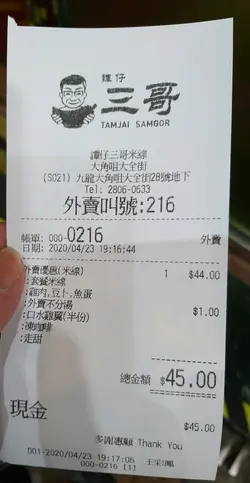 譚仔
三哥
TAMJAI SAMGOR
譚仔三哥米線
大角咀大全街
(S021) 九龍大角咀大全街28號地下
Tel: 2806-0633
外賣叫號:216
帳單: 000-0216 外賣
日期: 2020/04/23 19:16:44
外賣優惠(米線) 1 $44.00
:套餐米線
:雞肉,豆卜,魚蛋
:外賣不分湯 $1.00
:口水雞翼(半份)
:凍咖啡
:走甜
總金額 $45.00
現金 $45.00
多謝惠顧 Thank You
001-2020/04/23 19:17:06
000-0216 [1]